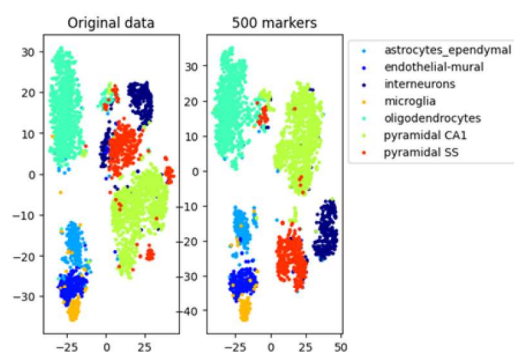 Original data
500 markers
30
20
10
0
−10
−20
−30
−25
0
25
30
20
10
0
−10
−20
−30
−40
−25
0
25
50
astrocytes_ependymal
endothelial-mural
interneurons
microglia
oligodendrocytes
pyramidal CA1
pyramidal SS